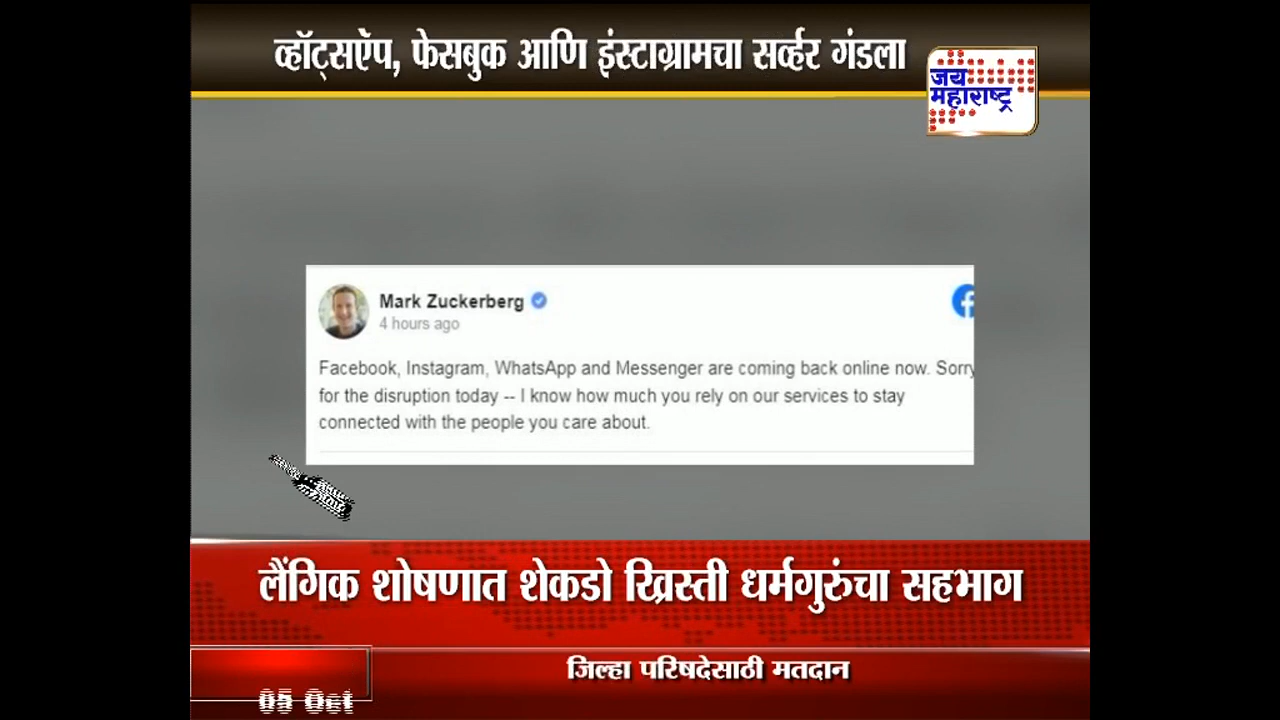 व्हॉट्सऍप, फेसबुक आणि इंस्टाग्रामचा सर्व्हर गंडला
जय
महाराष्ट्र
Mark Zuckerberg
4 hours ago
Facebook, Instagram, WhatsApp and Messenger are coming back online now. Sorry
for the disruption today -- I know how much you rely on our services to stay
connected with the people you care about.
लैंगिक शोषणात शेकडो ख्रिस्ती धर्मगुरुंचा सहभाग
जिल्हा परिषदेसाठी मतदान
05 Oct